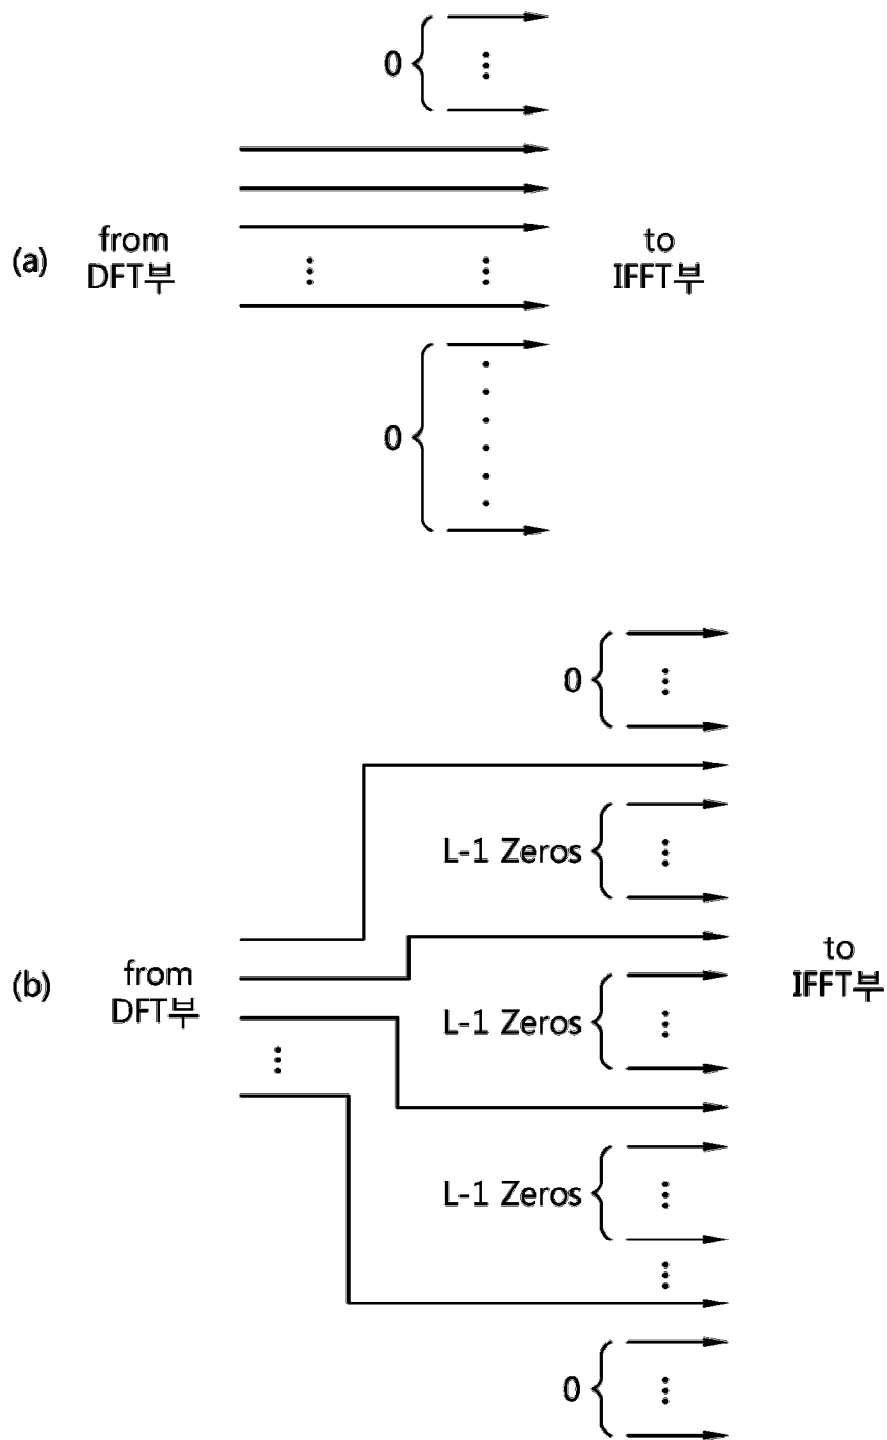 0
(a)
from
DFT부
to
IFFT부
0
0
L-1 Zeros
(b)
from
DFT부
L-1 Zeros
to
IFFT부
L-1 Zeros
0